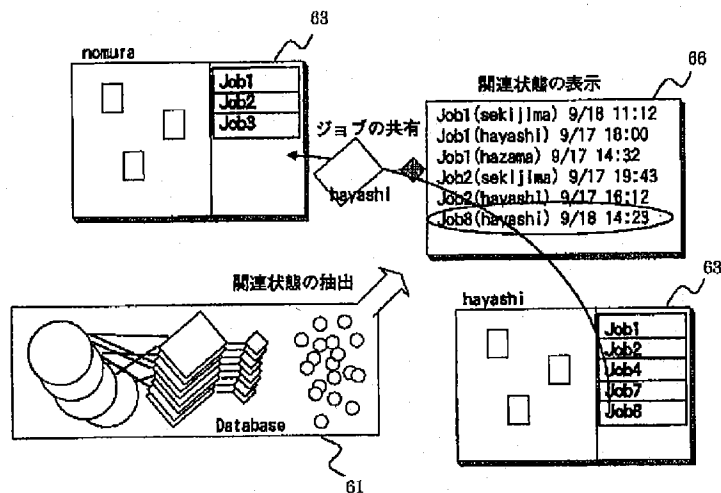 63
nomura
Job1
Job2
Job3
ジョブの共有
hayashi
66
関連状態の表示
Job1(sekijima) 9/18 11:12
Job1(hayashi) 9/17 18:00
Job1(hazama) 9/17 14:32
Job2(sekijima) 9/17 19:43
Job2(hayashi) 9/17 16:12
Job8(hayashi) 9/18 14:23
関連状態の抽出
Database
61
hayashi
63
Job1
Job2
Job4
Job7
Job8